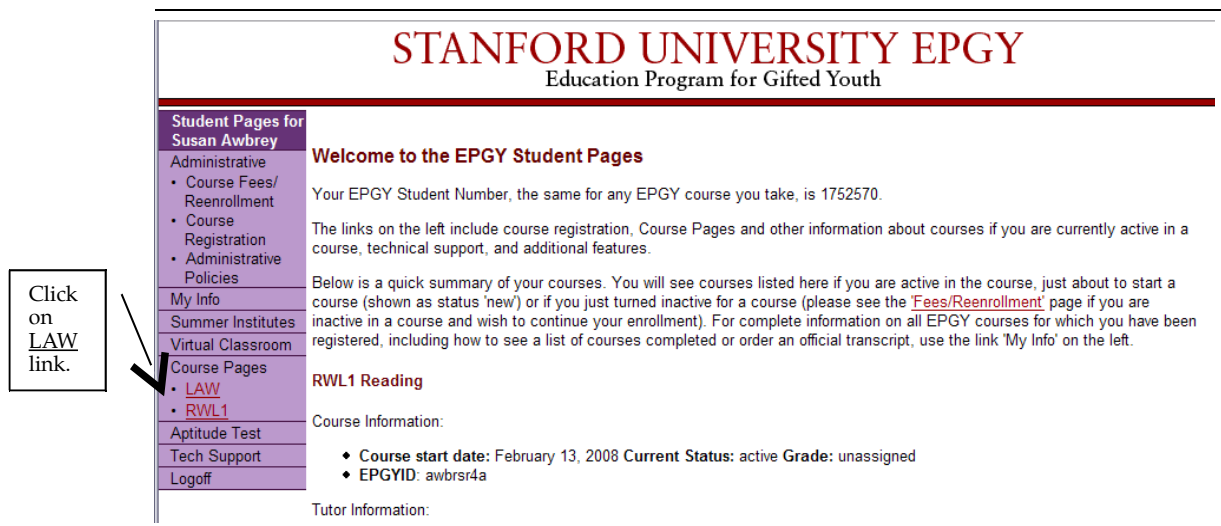 STANFORD UNIVERSITY EPGY
Education Program for Gifted Youth
Student Pages for
Susan Awbrey
Administrative
• Course Fees/
Reenrollment
• Course
Registration
• Administrative
Policies
My Info
Summer Institutes
Virtual Classroom
Course Pages
• LAW
• RWL1
Aptitude Test
Tech Support
Logoff
Click
on
LAW
link.
Welcome to the EPGY Student Pages
Your EPGY Student Number, the same for any EPGY course you take, is 1752570.
The links on the left include course registration, Course Pages and other information about courses if you are currently active in a
course, technical support, and additional features.
Below is a quick summary of your courses. You will see courses listed here if you are active in the course, just about to start a
course (shown as status 'new') or if you just turned inactive for a course (please see the 'Fees/Reenrollment' page if you are
inactive in a course and wish to continue your enrollment). For complete information on all EPGY courses for which you have been
registered, including how to see a list of courses completed or order an official transcript, use the link 'My Info' on the left.
RWL1 Reading
Course Information:
◆ Course start date: February 13, 2008 Current Status: active Grade: unassigned
◆ EPGYID: awbrsr4a
Tutor Information: